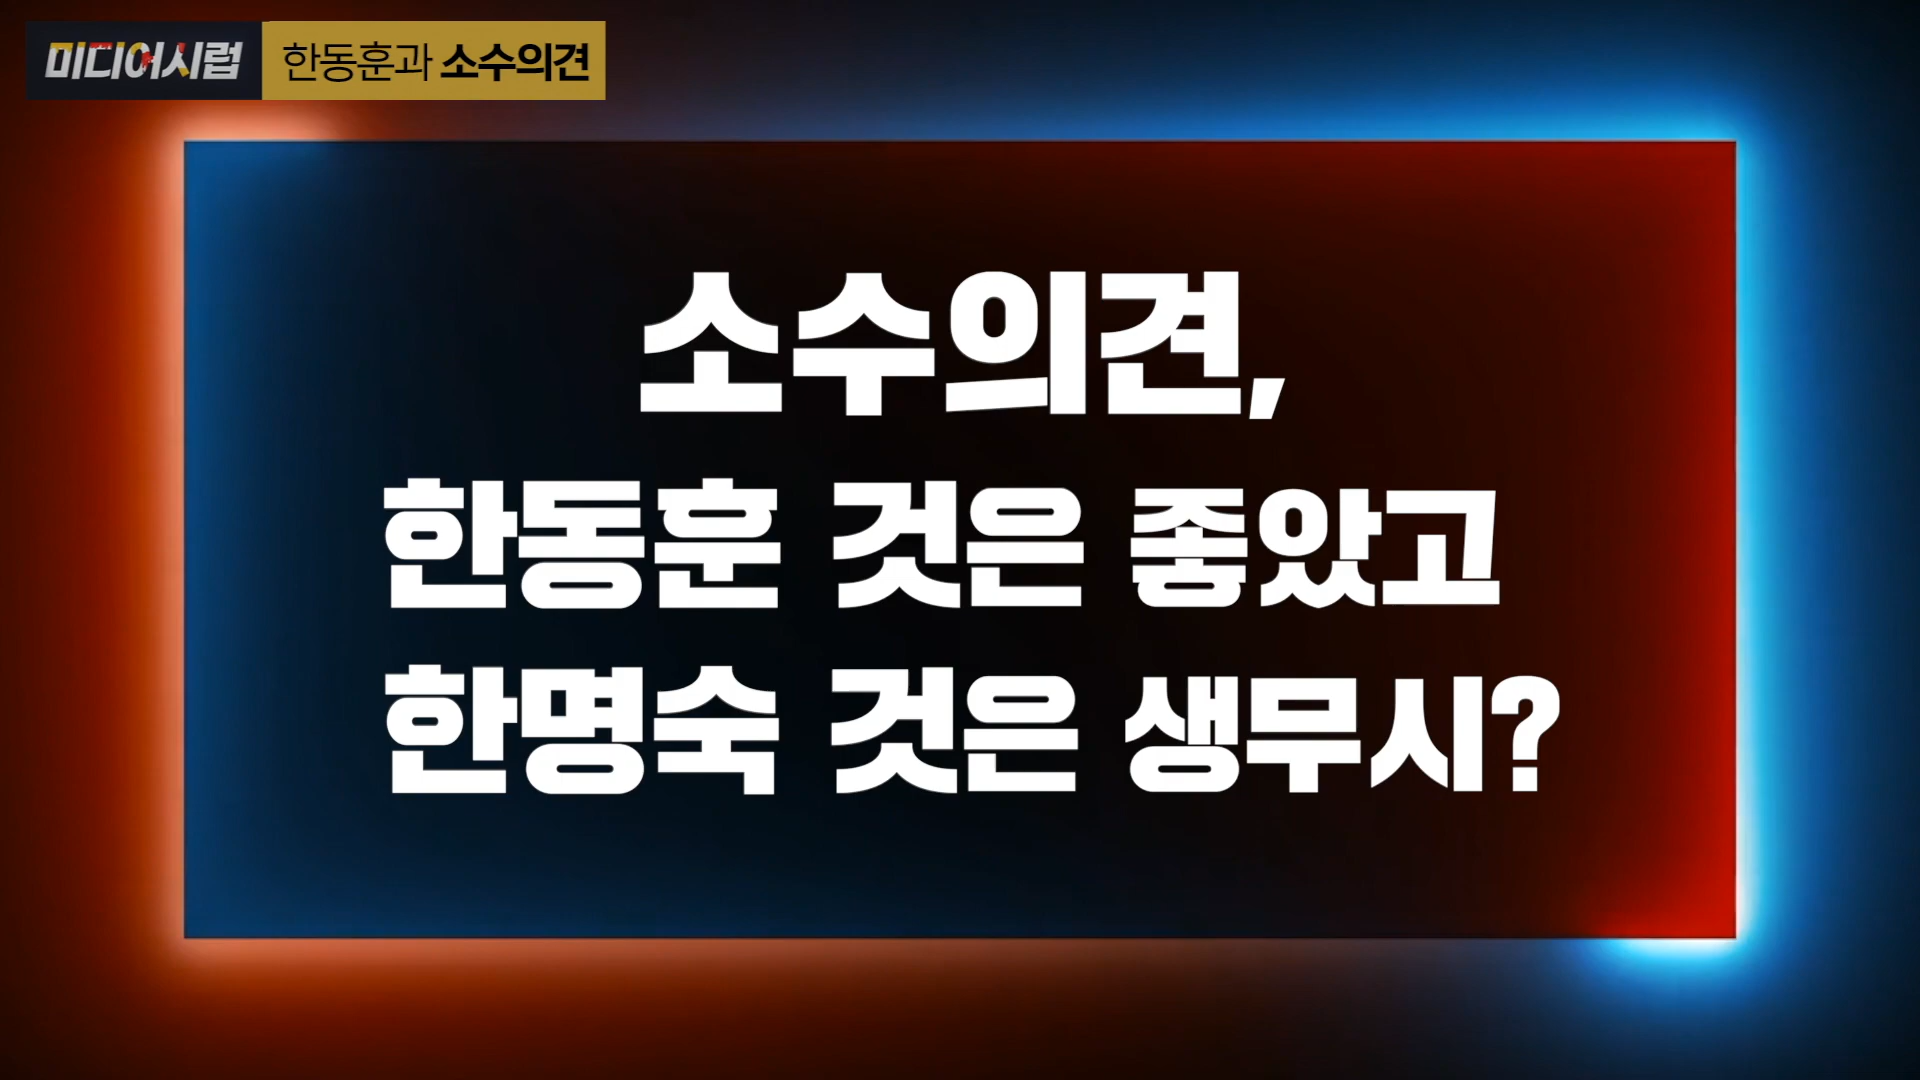 미디어시럽
한동훈과 소수의견
소수의견,
한동훈 것은 좋았고
한명숙 것은 생무시?